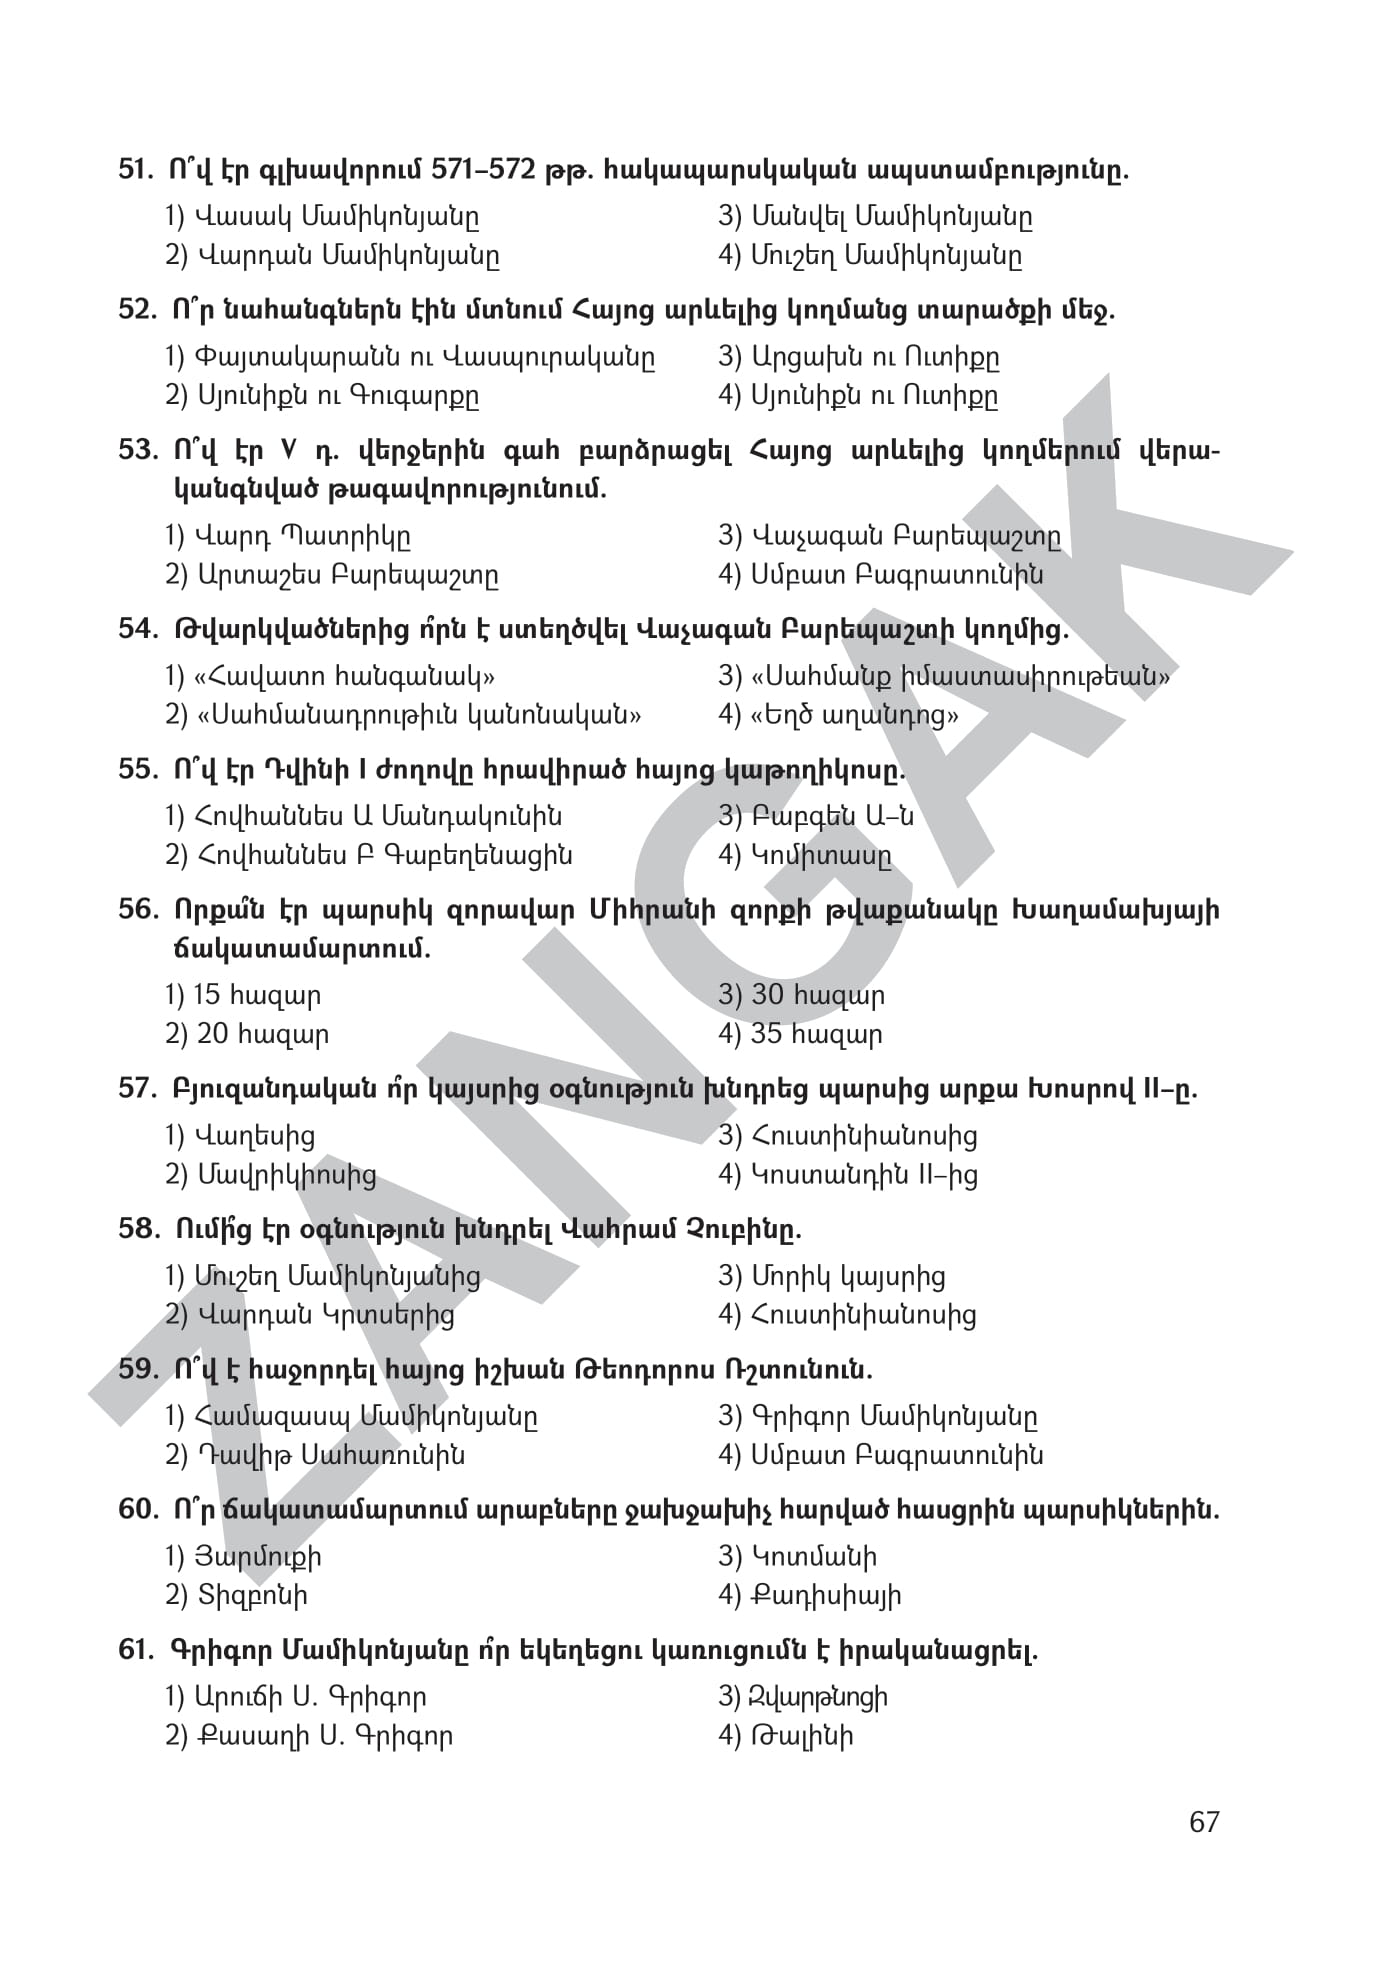 51. Ո՞վ էր գլխավորում 571–572 թթ. հակապարսկական ապստամբությունը.
1) Վասակ Մամիկոնյանը 3) Մանվել Մամիկոնյանը
2) Վարդան Մամիկոնյանը 4) Մուշեղ Մամիկոնյանը
52. Ո՞ր նահանգներն էին մտնում Հայոց արևելից կողմանց տարածքի մեջ.
1) Փայտակարանն ու Վասպուրականը 3) Արցախն ու Ուտիքը
2) Սյունիքն ու Գուգարքը 4) Սյունիքն ու Ուտիքը
53. Ո՞վ էր V դ. վերջերին գահ բարձրացել Հայոց արևելից կողմերում վերա-
կանգնված թագավորությունում.
1) Վարդ Պատրիկը 3) Վաչագան Բարեպաշտը
2) Արտաշես Բարեպաշտը 4) Սմբատ Բագրատունին
54. Թվարկվածներից ո՞րն է ստեղծվել Վաչագան Բարեպաշտի կողմից.
1) «Հավատո հանգանակ» 3) «Սահմանք իմաստասիրութեան»
2) «Սահմանադրութիւն կանոնական» 4) «Եղծ աղանդոց»
55. Ո՞վ էր Դվինի I ժողովը հրավիրած հայոց կաթողիկոսը.
1) Հովհաննես Ա Մանդակունին 3) Բաբգեն Ա–ն
2) Հովհաննես Բ Գաբեղենացին 4) Կոմիտասը
56. Որքա՞ն էր պարսիկ զորավար Միհրանի զորքի թվաքանակը Խաղամախյայի
ճակատամարտում.
1) 15 հազար 3) 30 հազար
2) 20 հազար 4) 35 հազար
57. Բյուզանդական ո՞ր կայսրից օգնություն խնդրեց պարսից արքա Խոսրով II–ը.
1) Վաղեսից 3) Հուստինիանոսից
2) Մավրիկիոսից 4) Կոստանդին II–ից
58. Ումի՞ց էր օգնություն խնդրել Վահրամ Չուբինը.
1) Մուշեղ Մամիկոնյանից 3) Մորիկ կայսրից
2) Վարդան Կրտսերից 4) Հուստինիանոսից
59. Ո՞վ է հաջորդել հայոց իշխան Թեոդորոս Ռշտունուն.
1) Համազասպ Մամիկոնյանը 3) Գրիգոր Մամիկոնյանը
2) Դավիթ Սահառունին 4) Սմբատ Բագրատունին
60. Ո՞ր ճակատամարտում արաբները ջախջախիչ հարված հասցրին պարսիկներին.
1) Յարմուքի 3) Կոտմանի
2) Տիզբոնի 4) Քադիսիայի
61. Գրիգոր Մամիկոնյանը ո՞ր եկեղեցու կառուցումն է իրականացրել.
1) Արուճի Ս. Գրիգոր 3) Զվարթնոցի
2) Քասաղի Ս. Գրիգոր 4) Թալինի
67
ZANGAK